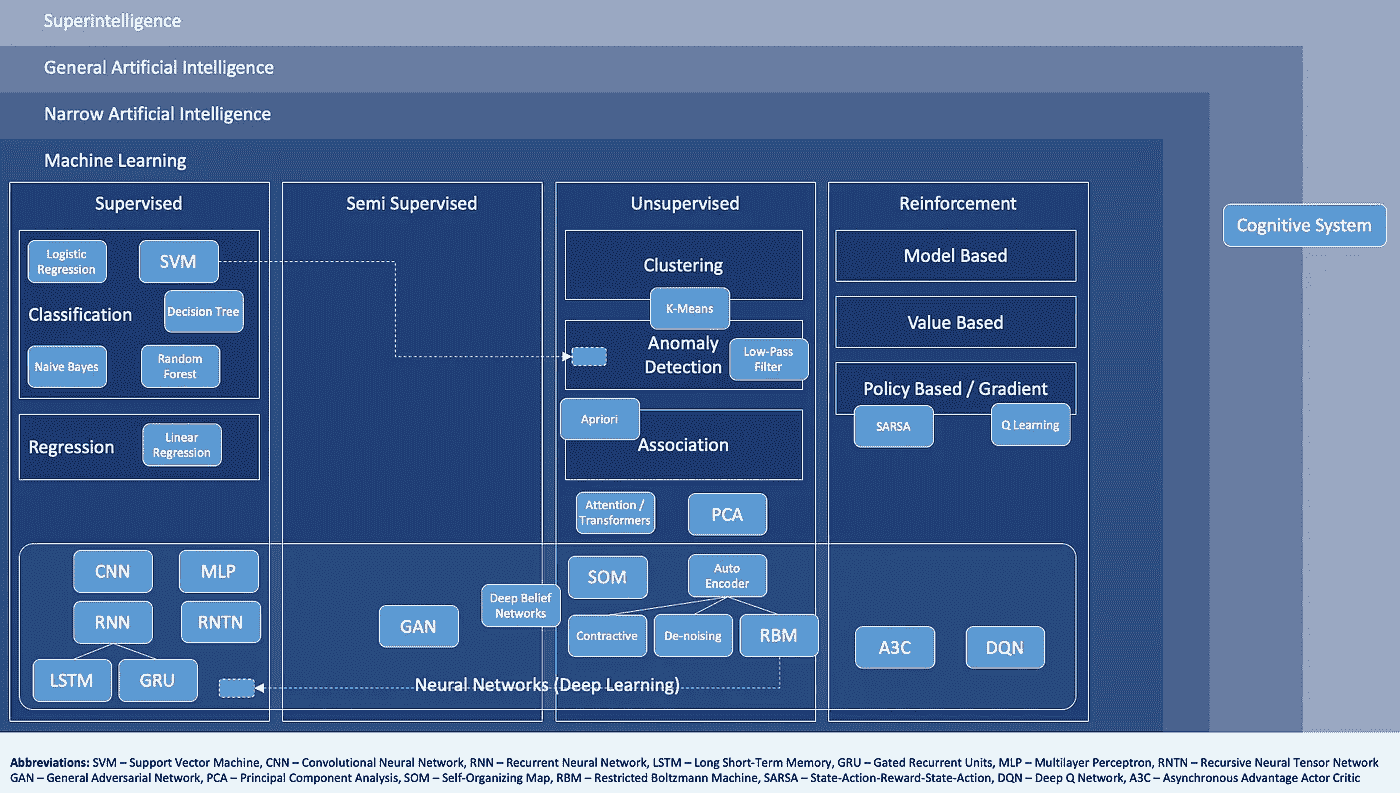 Superintelligence
General Artificial Intelligence
Narrow Artificial Intelligence
Machine Learning
Supervised
Logistic
Regression
SVM
Classification
Decision Tree
Naive Bayes
Random
Forest
Regression
Linear
Regression
CNN
MLP
RNN
RNTN
LSTM
GRU
Semi Supervised
GAN
Deep Belief
Networks
Neural Networks (Deep Learning)
Unsupervised
Clustering
K-Means
Anomaly
Detection
Low-Pass
Filter
Apriori
Association
Attention /
Transformers
PCA
SOM
Auto
Encoder
Contractive
De-noising
RBM
Reinforcement
Model Based
Value Based
Policy Based / Gradient
SARSA
Q Learning
A3C
DQN
Cognitive System
Abbreviations: SVM – Support Vector Machine, CNN – Convolutional Neural Network, RNN – Recurrent Neural Network, LSTM – Long Short-Term Memory, GRU – Gated Recurrent Units, MLP – Multilayer Perceptron, RNTN – Recursive Neural Tensor Network
GAN – General Adversarial Network, PCA – Principal Component Analysis, SOM – Self-Organizing Map, RBM – Restricted Boltzmann Machine, SARSA – State-Action-Reward-State-Action, DQN – Deep Q Network, A3C – Asynchronous Advantage Actor Critic